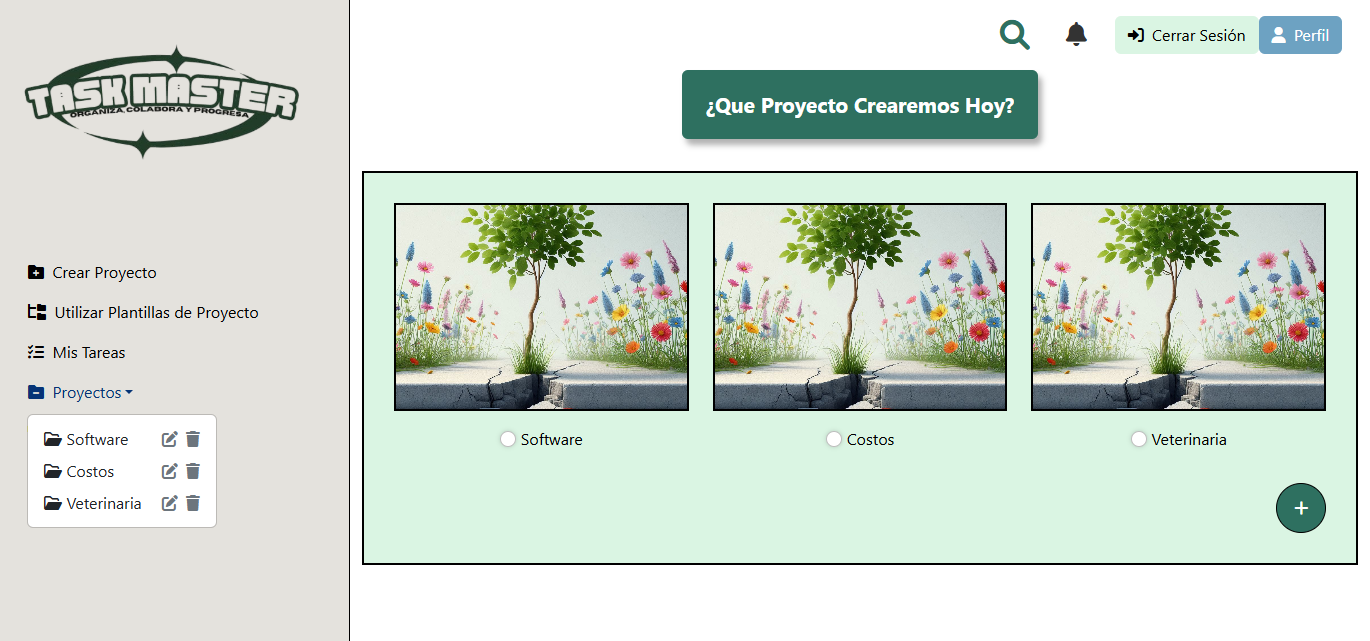 TASK MASTER
ORGANIZA, COLABORA Y PROGRESA
Crear Proyecto
Utilizar Plantillas de Proyecto
Mis Tareas
Proyectos
Software
Costos
Veterinaria
Cerrar Sesión
Perfil
¿Que Proyecto Crearemos Hoy?
Software
Costos
Veterinaria
+